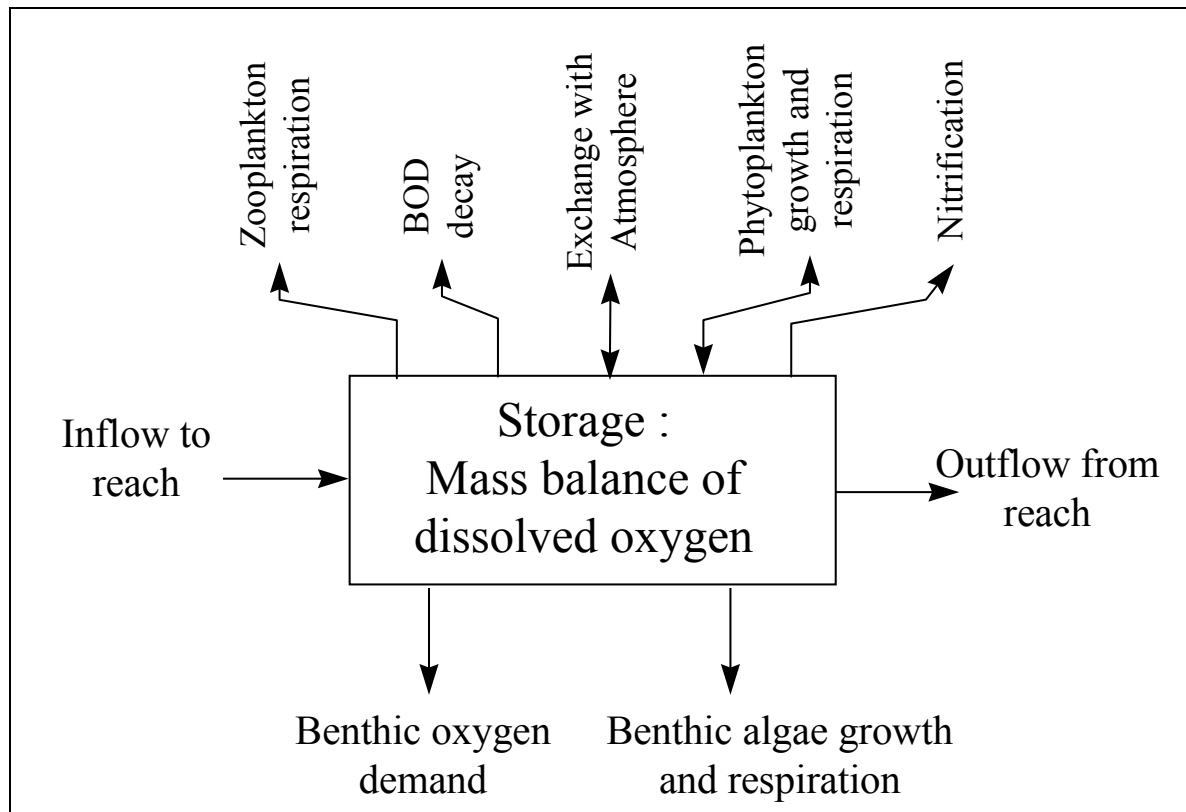 Zooplankton
respiration
BOD
decay
Exchange with
Atmosphere
Phytoplankton
growth and
respiration
Nitrification
Inflow to
reach
Storage :
Mass balance of
dissolved oxygen
Outflow from
reach
Benthic oxygen
demand
Benthic algae growth
and respiration